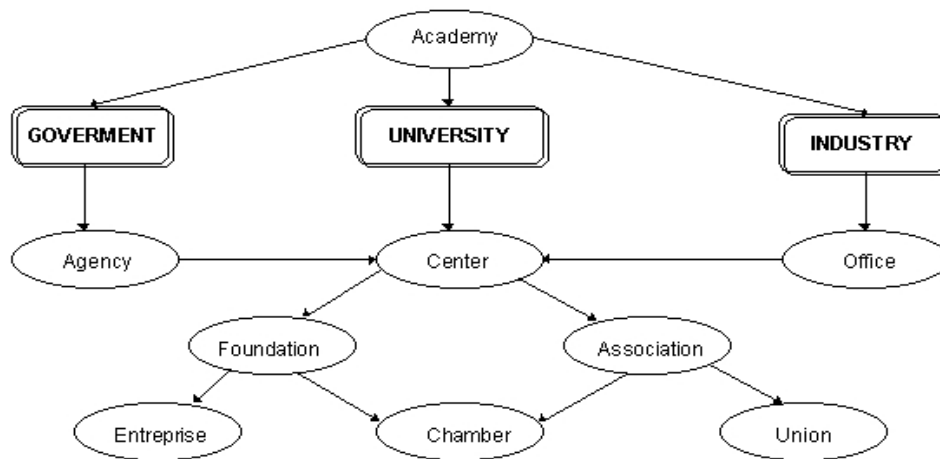 Academy
GOVERMENT
UNIVERSITY
INDUSTRY
Agency
Center
Office
Foundation
Association
Entreprise
Chamber
Union